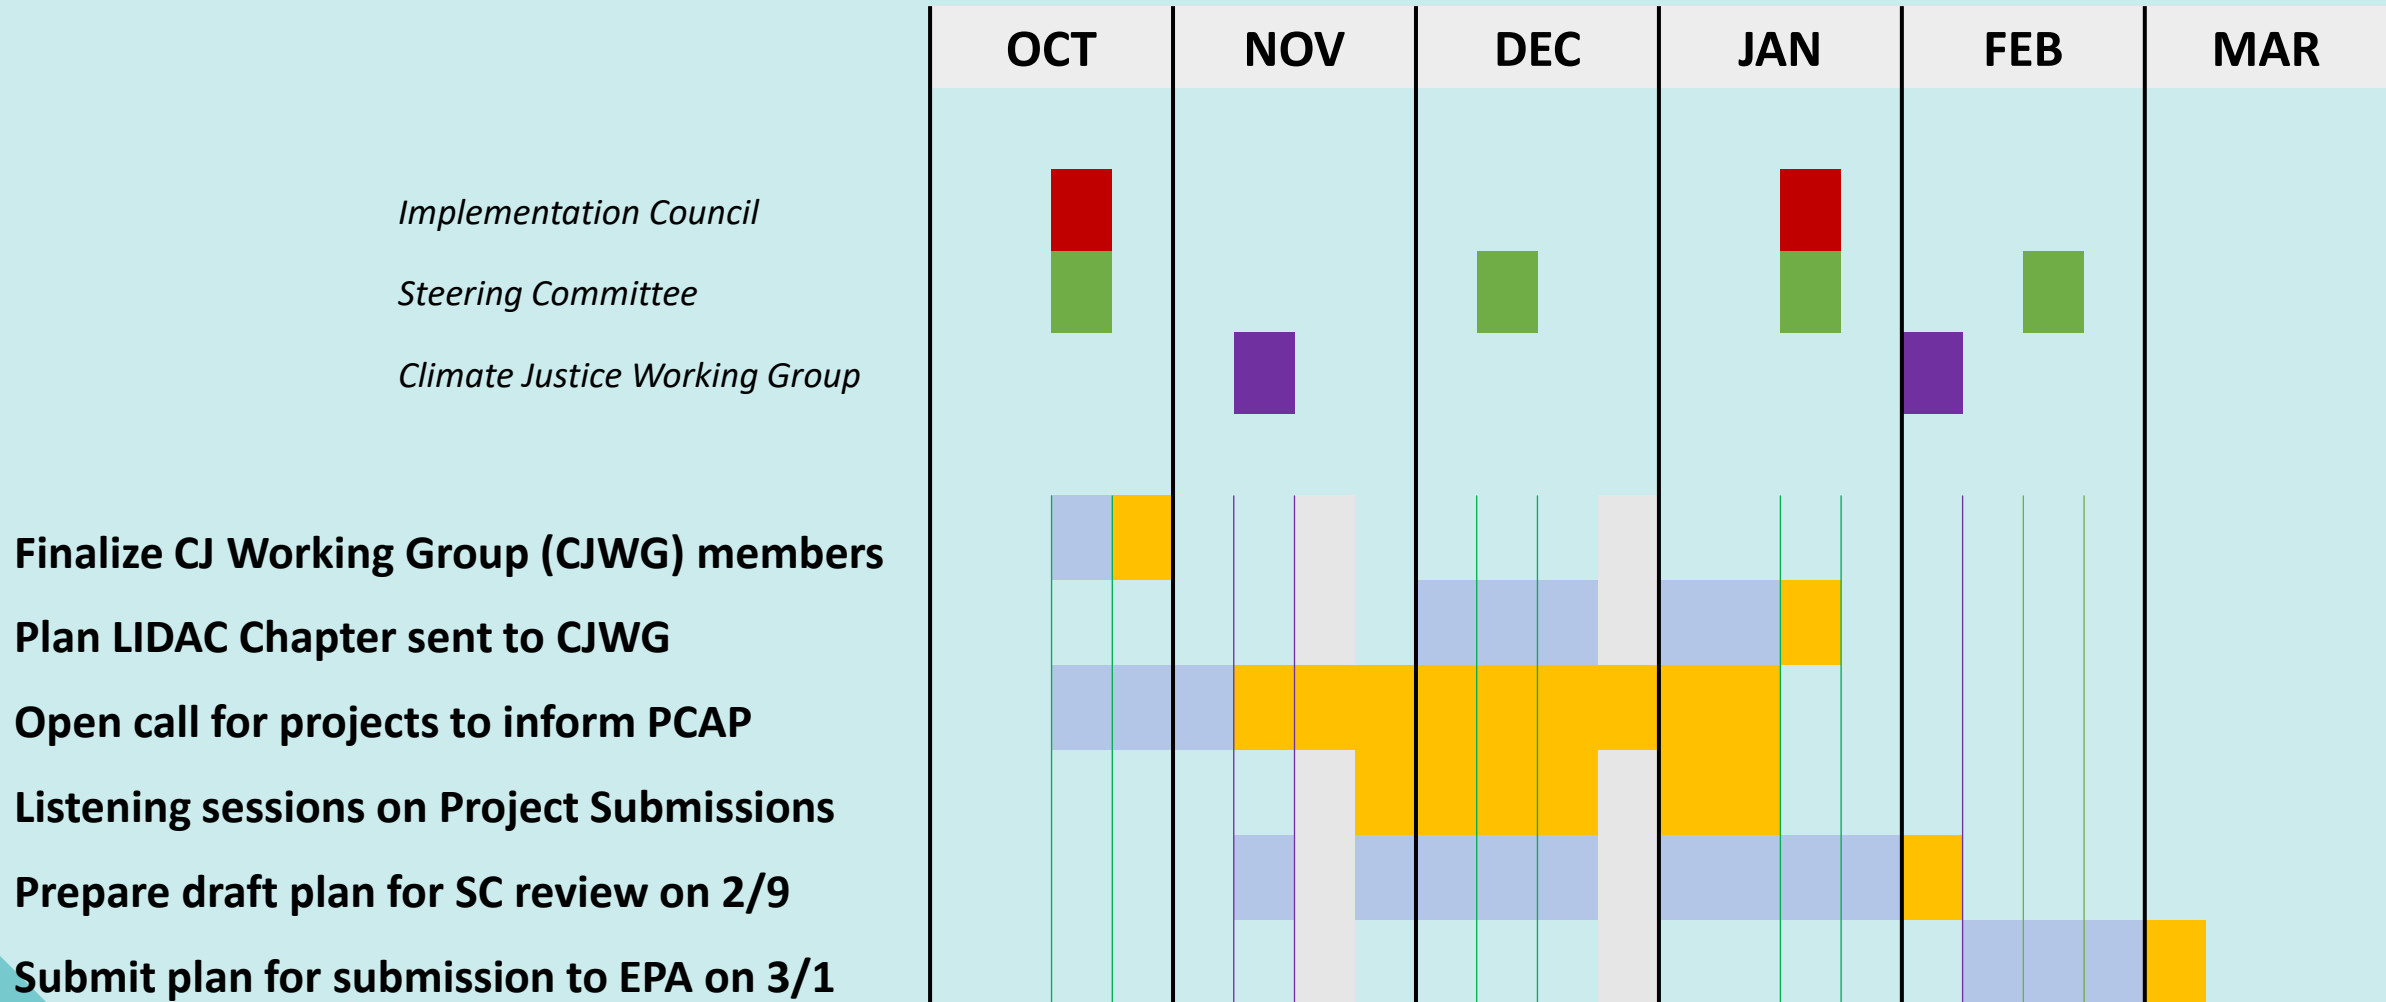 OCT NOV DEC JAN FEB MAR
Implementation Council
Steering Committee
Climate Justice Working Group
Finalize CJ Working Group (CJWG) members
Plan LIDAC Chapter sent to CJWG
Open call for projects to inform PCAP
Listening sessions on Project Submissions
Prepare draft plan for SC review on 2/9
Submit plan for submission to EPA on 3/1